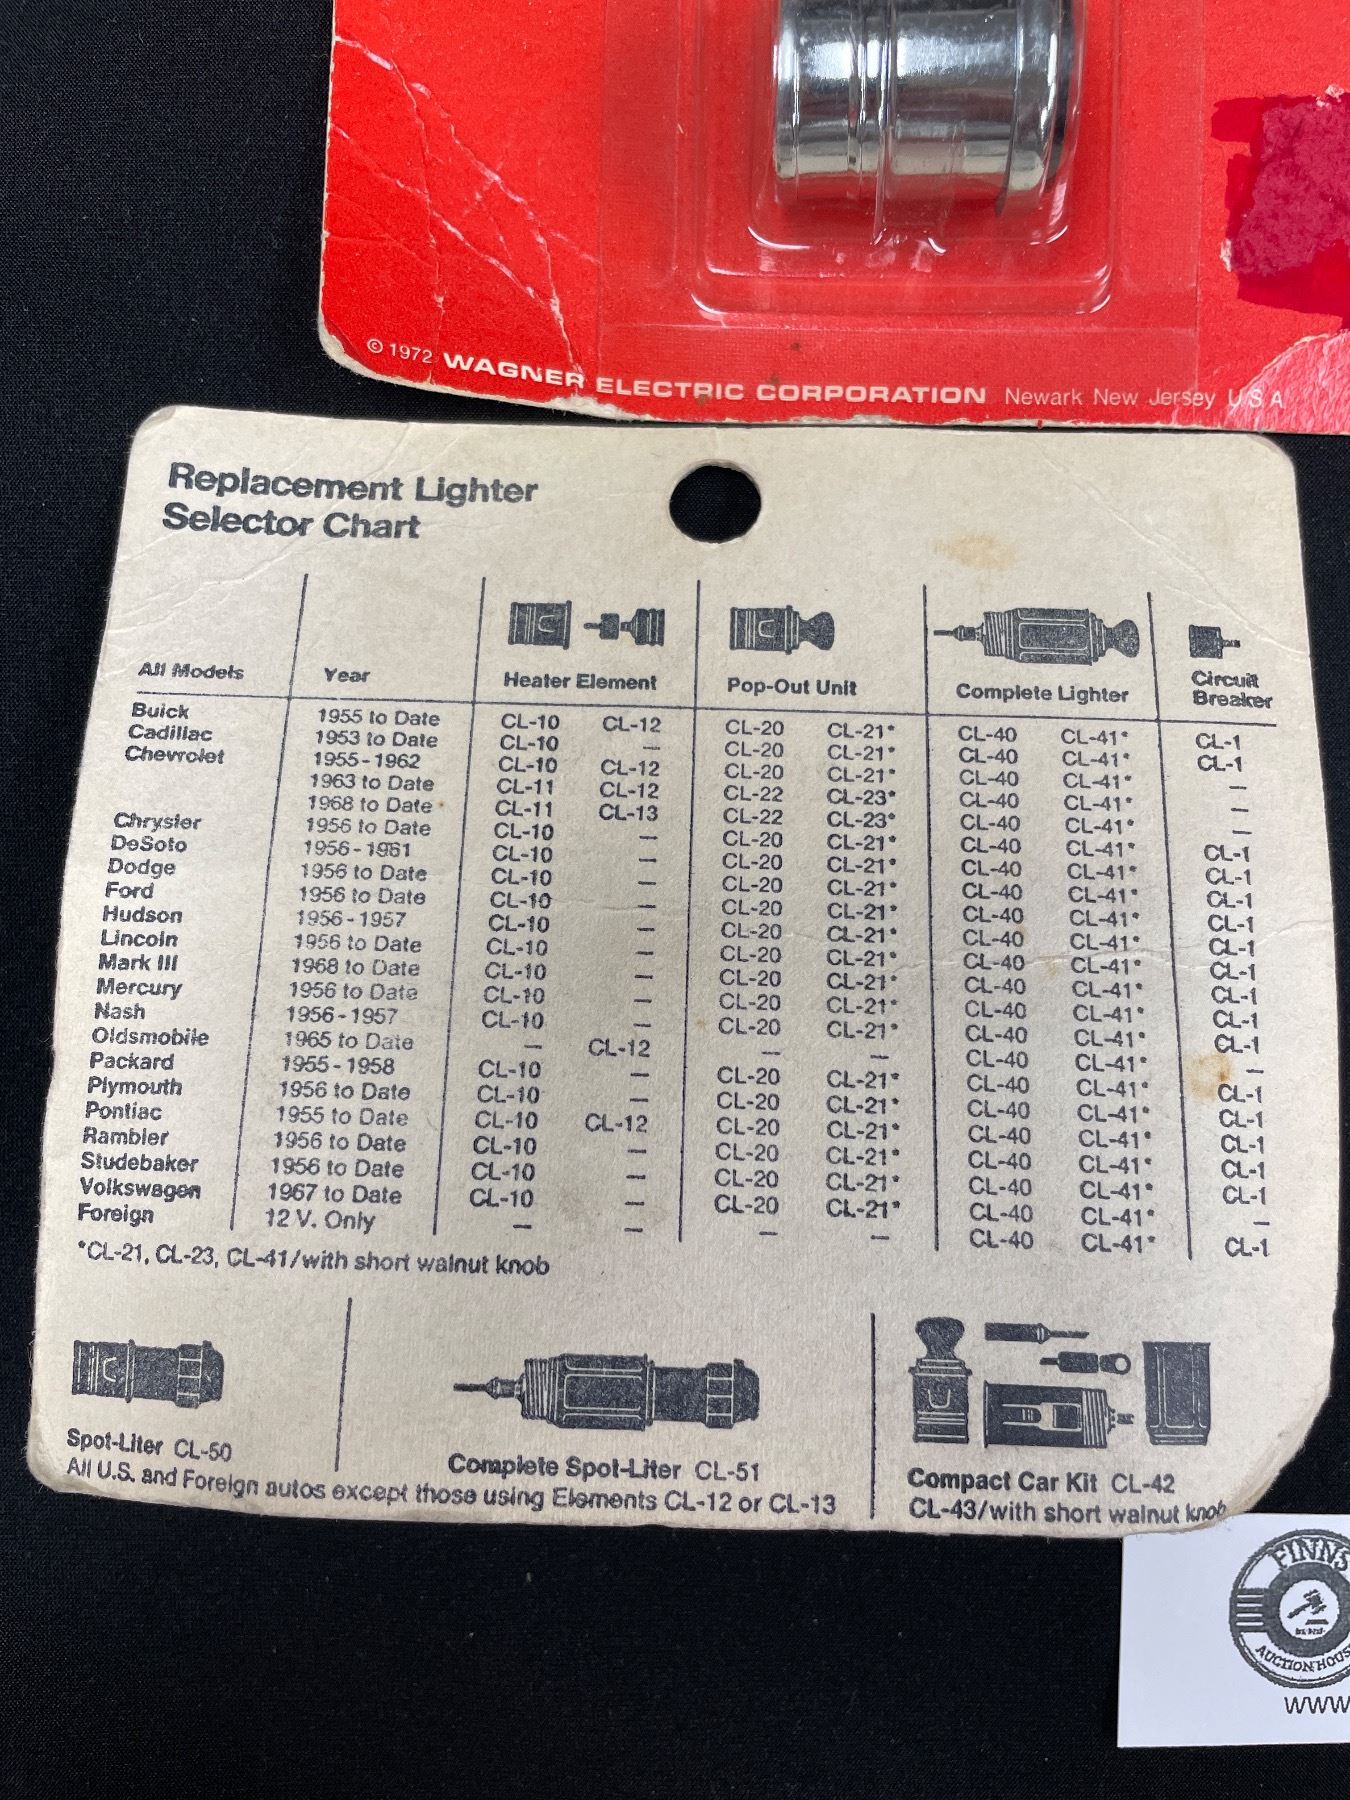 © 1972 WAGNER ELECTRIC CORPORATION Newark New Jersey U S A
Replacement Lighter
Selector Chart
All Models Year Heater Element Pop-Out Unit Complete Lighter Circuit Breaker
Buick 1955 to Date CL-10 CL-12 CL-20 CL-21* CL-40 CL-41* CL-1
Cadillac 1953 to Date CL-10 — CL-20 CL-21* CL-40 CL-41* CL-1
Chevrolet 1955-1962 CL-10 CL-12 CL-20 CL-21* CL-40 CL-41* —
1963 to Date CL-11 CL-12 CL-22 CL-23* CL-40 CL-41* —
1968 to Date CL-11 CL-13 CL-22 CL-23* CL-40 CL-41* —
Chrysler 1956 to Date CL-10 — CL-20 CL-21* CL-40 CL-41* CL-1
DeSoto 1956-1961 CL-10 — CL-20 CL-21* CL-40 CL-41* CL-1
Dodge 1956 to Date CL-10 — CL-20 CL-21* CL-40 CL-41* CL-1
Ford 1956 to Date CL-10 — CL-20 CL-21* CL-40 CL-41* CL-1
Hudson 1956-1957 CL-10 — CL-20 CL-21* CL-40 CL-41* CL-1
Lincoln 1956 to Date CL-10 — CL-20 CL-21* CL-40 CL-41* CL-1
Mark III 1968 to Date CL-10 — CL-20 CL-21* CL-40 CL-41* CL-1
Mercury 1956 to Date CL-10 — CL-20 CL-21* CL-40 CL-41* CL-1
Nash 1956-1957 CL-10 — CL-20 CL-21* CL-40 CL-41* CL-1
Oldsmobile 1965 to Date — CL-12 — — CL-40 CL-41* —
Packard 1955-1958 CL-10 — CL-20 CL-21* CL-40 CL-41* CL-1
Plymouth 1956 to Date CL-10 — CL-20 CL-21* CL-40 CL-41* CL-1
Pontiac 1955 to Date CL-10 CL-12 CL-20 CL-21* CL-40 CL-41* CL-1
Rambler 1956 to Date CL-10 — CL-20 CL-21* CL-40 CL-41* CL-1
Studebaker 1956 to Date CL-10 — CL-20 CL-21* CL-40 CL-41* CL-1
Volkswagen 1967 to Date CL-10 — CL-20 CL-21* CL-40 CL-41* —
Foreign 12 V. Only — — — — CL-40 CL-41* CL-1
*CL-21, CL-23, CL-41/with short walnut knob
Spot-Liter CL-50
Complete Spot-Liter CL-51
All U.S. and Foreign autos except those using Elements CL-12 or CL-13
Compact Car Kit CL-42
CL-43/with short walnut knob
FINNS
AUCTION HOUS
WWW